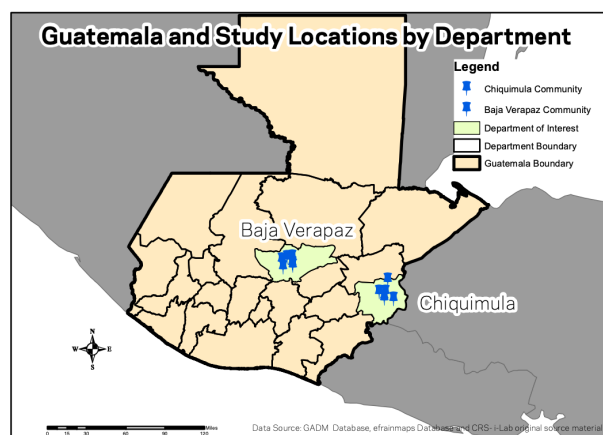 Guatemala and Study Locations by Department
Legend
Chiquimula Community
Baja Verapaz Community
Department of Interest
Department Boundary
Guatemala Boundary
Baja Verapaz
Chiquimula
N
W E
S
0 15 30 60 90 120
Miles
Data Source: GADM Database, efrainmaps Database and CRS- i-Lab original source material